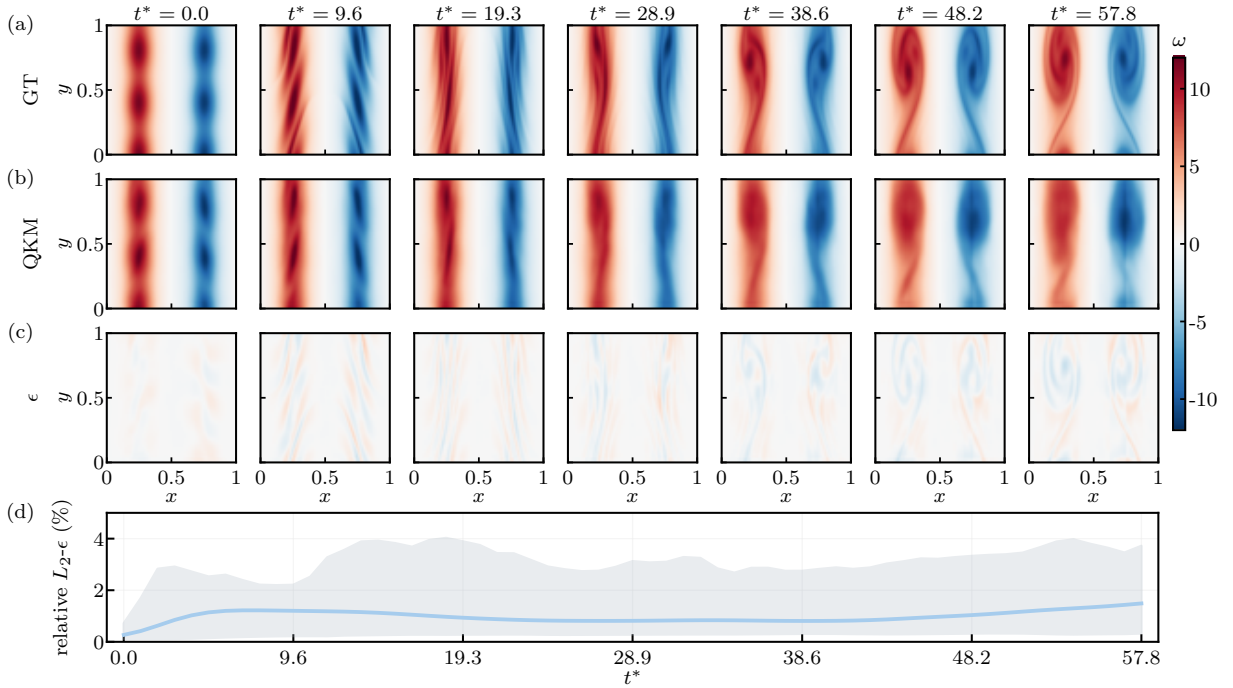 (a)
t* = 0.0 t* = 9.6 t* = 19.3 t* = 28.9 t* = 38.6 t* = 48.2 t* = 57.8
GT
y
1
0.5
0
(b)
QKM
y
1
0.5
0
(c)
ϵ
y
1
0.5
0
0 0.5 1 0 0.5 1 0 0.5 1 0 0.5 1 0 0.5 1 0 0.5 1 0 0.5 1
x x x x x x x
ω
10
5
0
-5
-10
(d)
relative L₂-ϵ (%)
4
2
0
0.0 9.6 19.3 28.9 38.6 48.2 57.8
t*